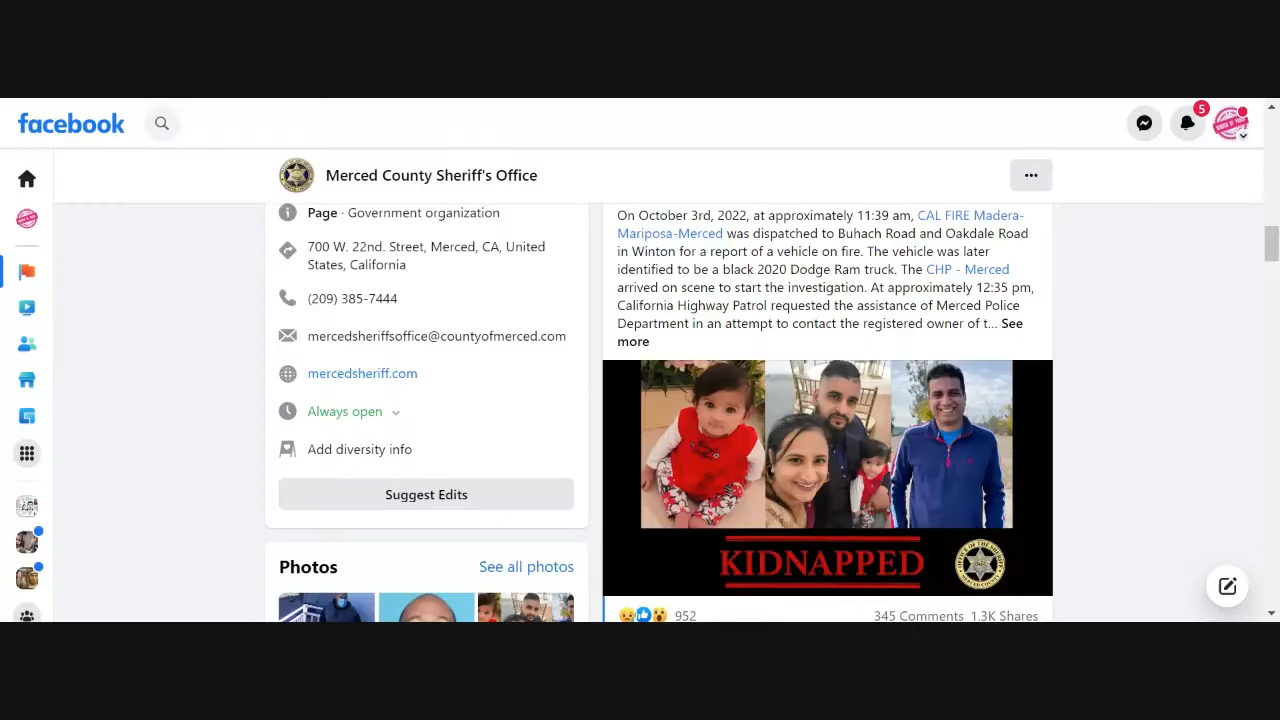 facebook
5
Merced County Sheriff's Office
Page · Government organization
700 W. 22nd. Street, Merced, CA, United
States, California
(209) 385-7444
mercedsheriffsoffice@countyofmerced.com
mercedsheriff.com
Always open
Add diversity info
Suggest Edits
Photos
See all photos
On October 3rd, 2022, at approximately 11:39 am, CAL FIRE Madera-
Mariposa-Merced was dispatched to Buhach Road and Oakdale Road
in Winton for a report of a vehicle on fire. The vehicle was later
identified to be a black 2020 Dodge Ram truck. The CHP - Merced
arrived on scene to start the investigation. At approximately 12:35 pm,
California Highway Patrol requested the assistance of Merced Police
Department in an attempt to contact the registered owner of t... See
more
KIDNAPPED
952
345 Comments 1.3K Shares